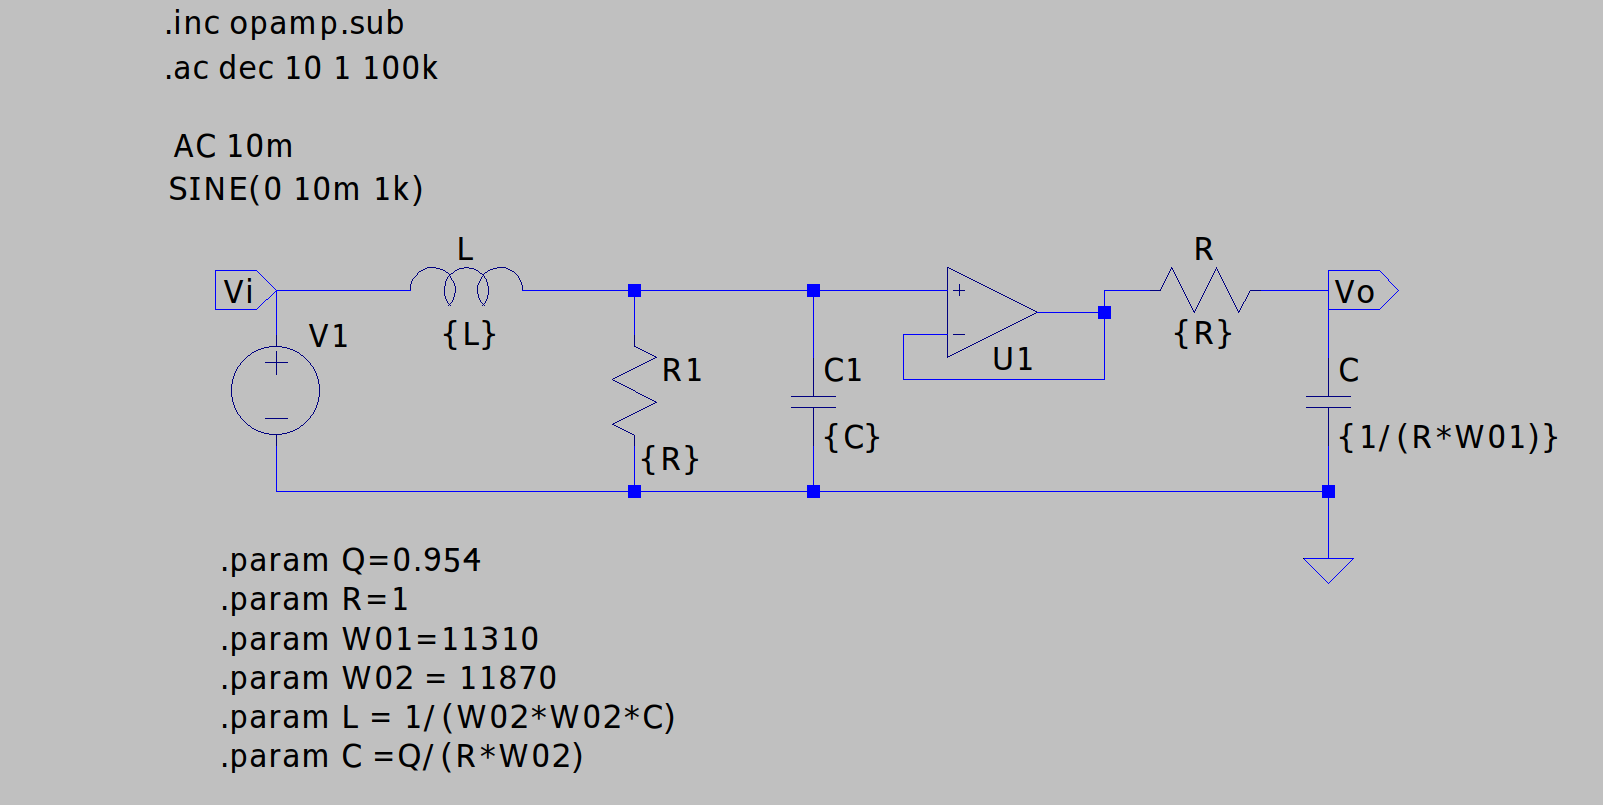 .inc opamp.sub
.ac dec 10 1 100k
AC 10m
SINE(0 10m 1k)
L
R
Vi
Vo
V1
{L}
{R}
R1
C1
U1
C
{R}
{C}
{1/(R*W01)}
.param Q=0.954
.param R=1
.param W01=11310
.param W02 = 11870
.param L = 1/(W02*W02*C)
.param C =Q/(R*W02)